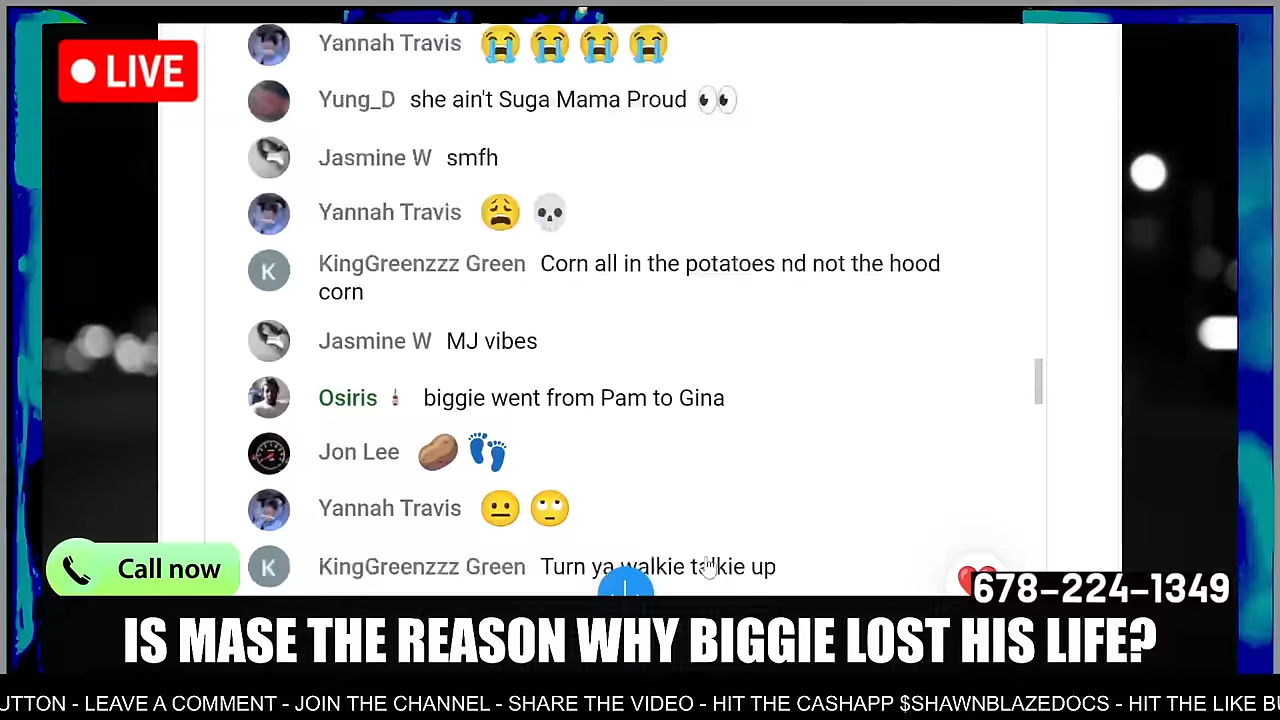 LIVE
Yannah Travis 😭😭😭😭
Yung_D she ain't Suga Mama Proud 👀
Jasmine W smfh
Yannah Travis 😩💀
KingGreenzzz Green Corn all in the potatoes nd not the hood
corn
Jasmine W MJ vibes
Osiris biggie went from Pam to Gina
Jon Lee 🥔👣
Yannah Travis 😐🙄
K KingGreenzzz Green Turn ya walkie talkie up
Call now
678-224-1349
IS MASE THE REASON WHY BIGGIE LOST HIS LIFE?
UTTON - LEAVE A COMMENT - JOIN THE CHANNEL - SHARE THE VIDEO - HIT THE CASHAPP $SHAWNBLAZEDOCS - HIT THE LIKE B